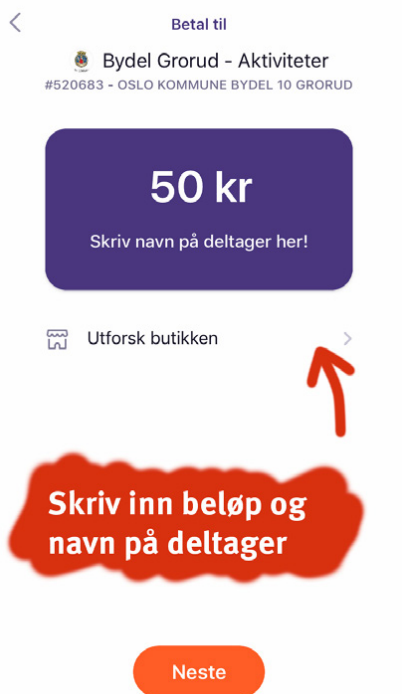 Betal til
Bydel Grorud - Aktiviteter
#520683 - OSLO KOMMUNE BYDEL 10 GRORUD
50 kr
Skriv navn på deltager her!
Utforsk butikken
Skriv inn beløp og
navn på deltager
Neste